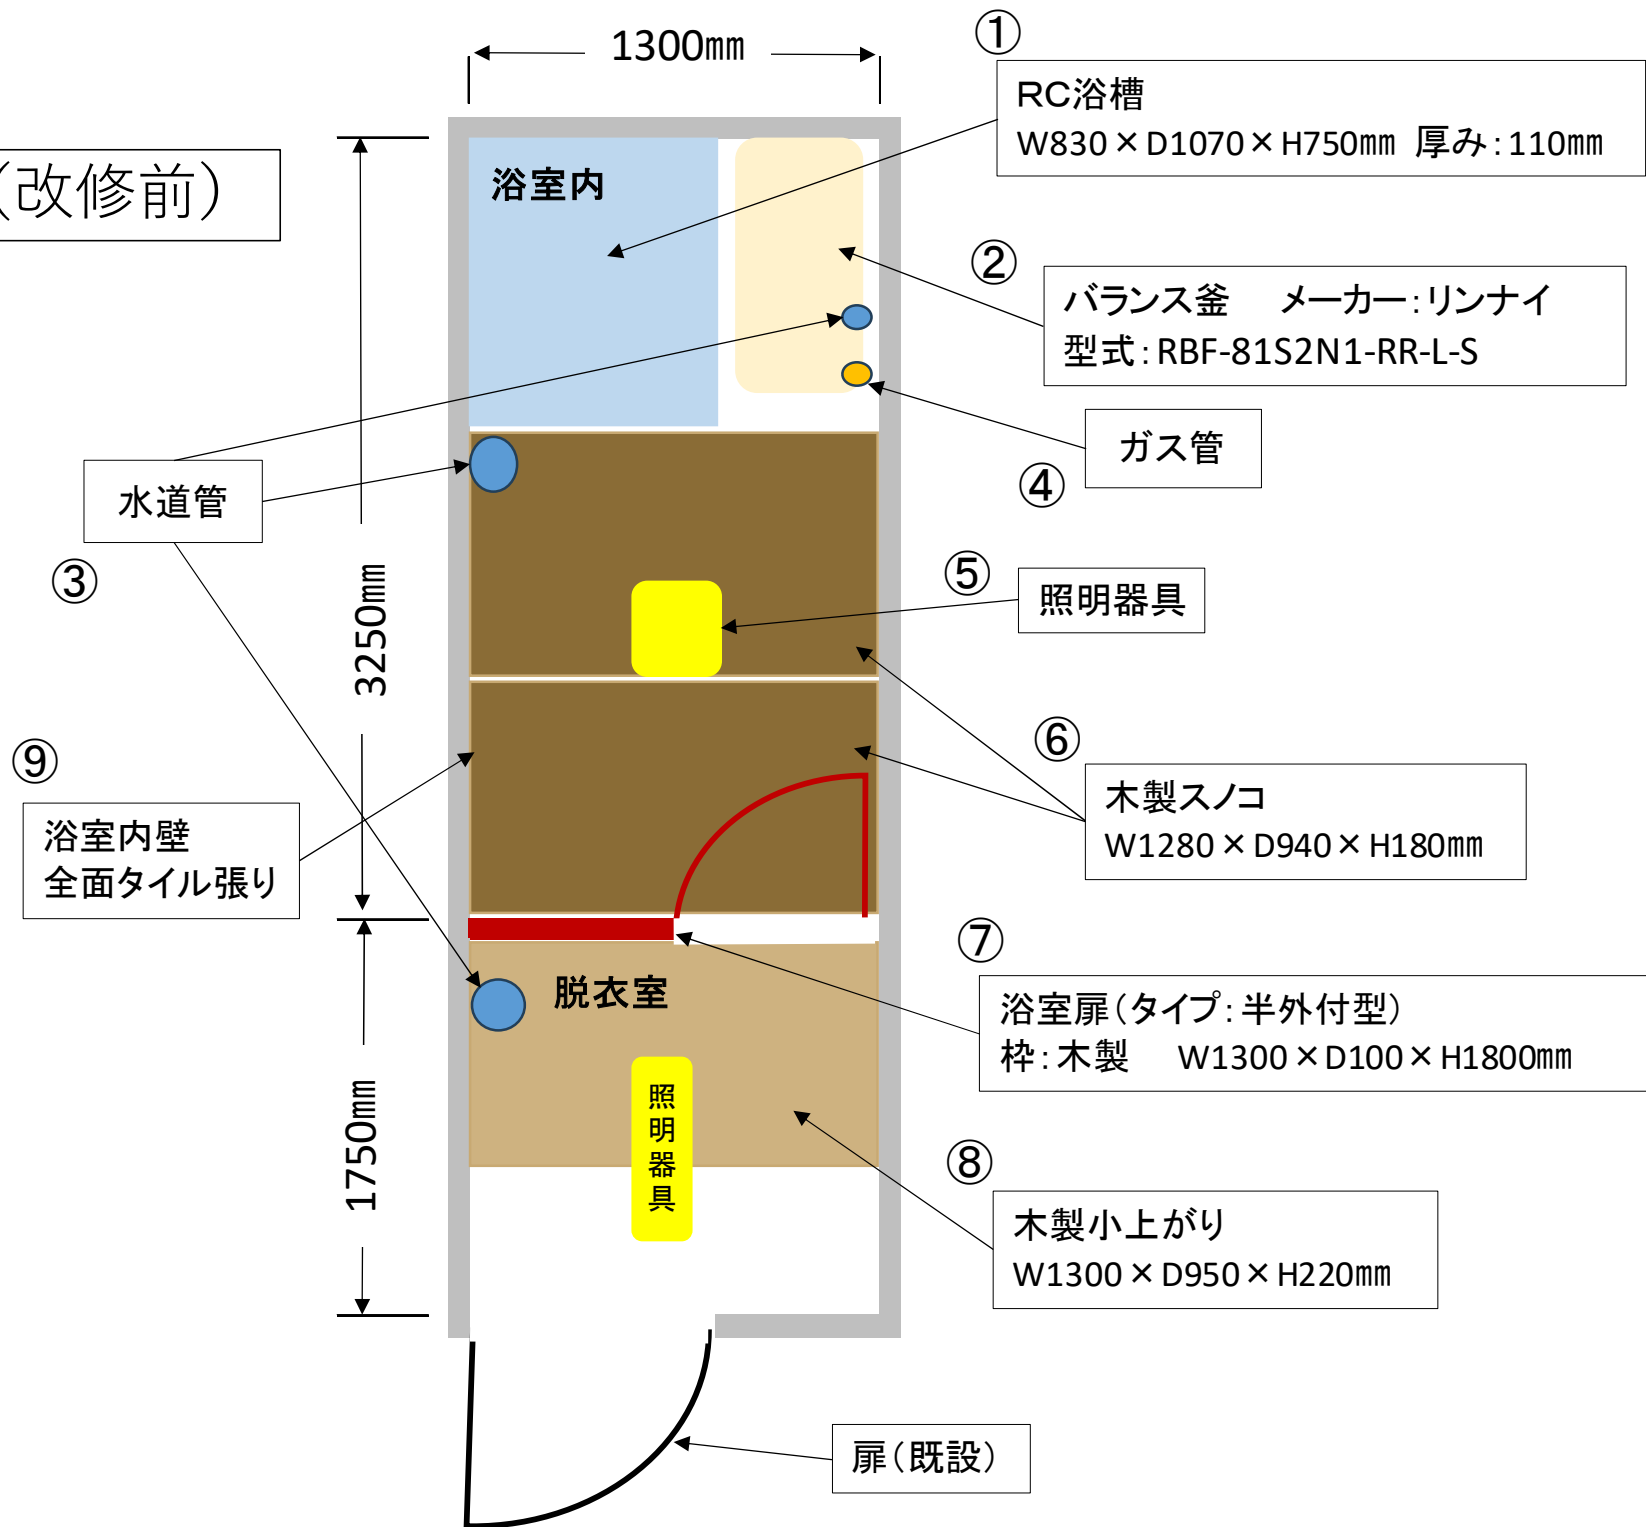 1300㎜
①
RC浴槽
W830×D1070×H750㎜ 厚み:110㎜
(改修前)
浴室内
②
バランス釜 メーカー:リンナイ
型式:RBF-81S2N1-RR-L-S
ガス管
④
水道管
③
3250㎜
⑤
照明器具
⑥
木製スノコ
W1280×D940×H180㎜
⑨
浴室内壁
全面タイル張り
⑦
浴室扉(タイプ:半外付型)
枠:木製 W1300×D100×H1800㎜
脱衣室
照明器具
1750㎜
⑧
木製小上がり
W1300×D950×H220㎜
扉(既設)